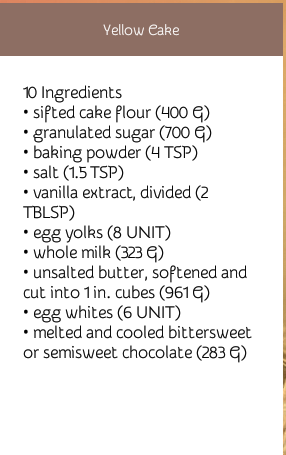 Yellow Cake
10 Ingredients
• sifted cake flour (400 G)
• granulated sugar (700 G)
• baking powder (4 TSP)
• salt (1.5 TSP)
• vanilla extract, divided (2
TBLSP)
• egg yolks (8 UNIT)
• whole milk (323 G)
• unsalted butter, softened and
cut into 1 in. cubes (961 G)
• egg whites (6 UNIT)
• melted and cooled bittersweet
or semisweet chocolate (283 G)